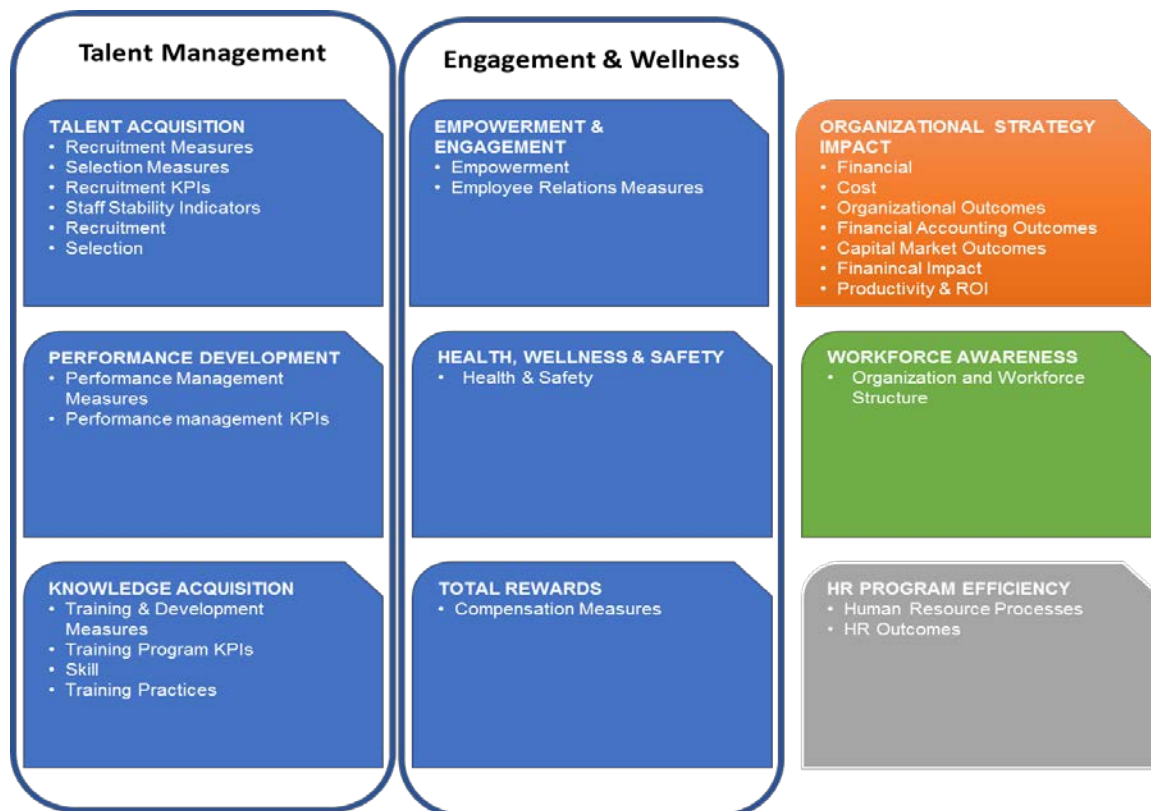 Talent Management
TALENT ACQUISITION
• Recruitment Measures
• Selection Measures
• Recruitment KPIs
• Staff Stability Indicators
• Recruitment
• Selection
PERFORMANCE DEVELOPMENT
• Performance Management
Measures
• Performance management KPIs
KNOWLEDGE ACQUISITION
• Training & Development
Measures
• Training Program KPIs
• Skill
• Training Practices
Engagement & Wellness
EMPOWERMENT &
ENGAGEMENT
• Empowerment
• Employee Relations Measures
HEALTH, WELLNESS & SAFETY
• Health & Safety
TOTAL REWARDS
• Compensation Measures
ORGANIZATIONAL STRATEGY
IMPACT
• Financial
• Cost
• Organizational Outcomes
• Financial Accounting Outcomes
• Capital Market Outcomes
• Finanincal Impact
• Productivity & ROI
WORKFORCE AWARENESS
• Organization and Workforce
Structure
HR PROGRAM EFFICIENCY
• Human Resource Processes
• HR Outcomes